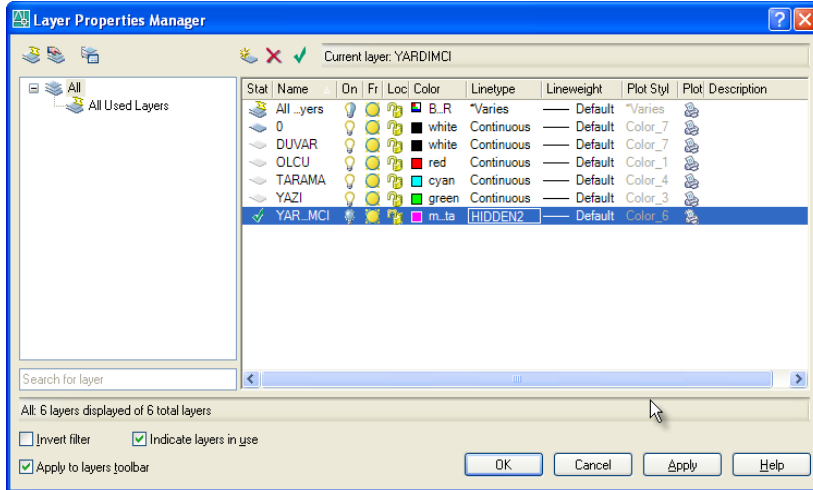 Layer Properties Manager
Current layer: YARDIMCI
All
All Used Layers
Stat Name On Fr Loc Color Linetype Lineweight Plot Styl Plot Description
All ...yers B...R "Varies Default "Varies
0 white Continuous Default Color_7
DUVAR white Continuous Default Color_7
OLCU red Continuous Default Color_1
TARAMA cyan Continuous Default Color_4
YAZI green Continuous Default Color_3
YAR...MCI m...ta HIDDEN2 Default Color_6
Search for layer
All: 6 layers displayed of 6 total layers
Invert filter Indicate layers in use
Apply to layers toolbar
OK Cancel Apply Help